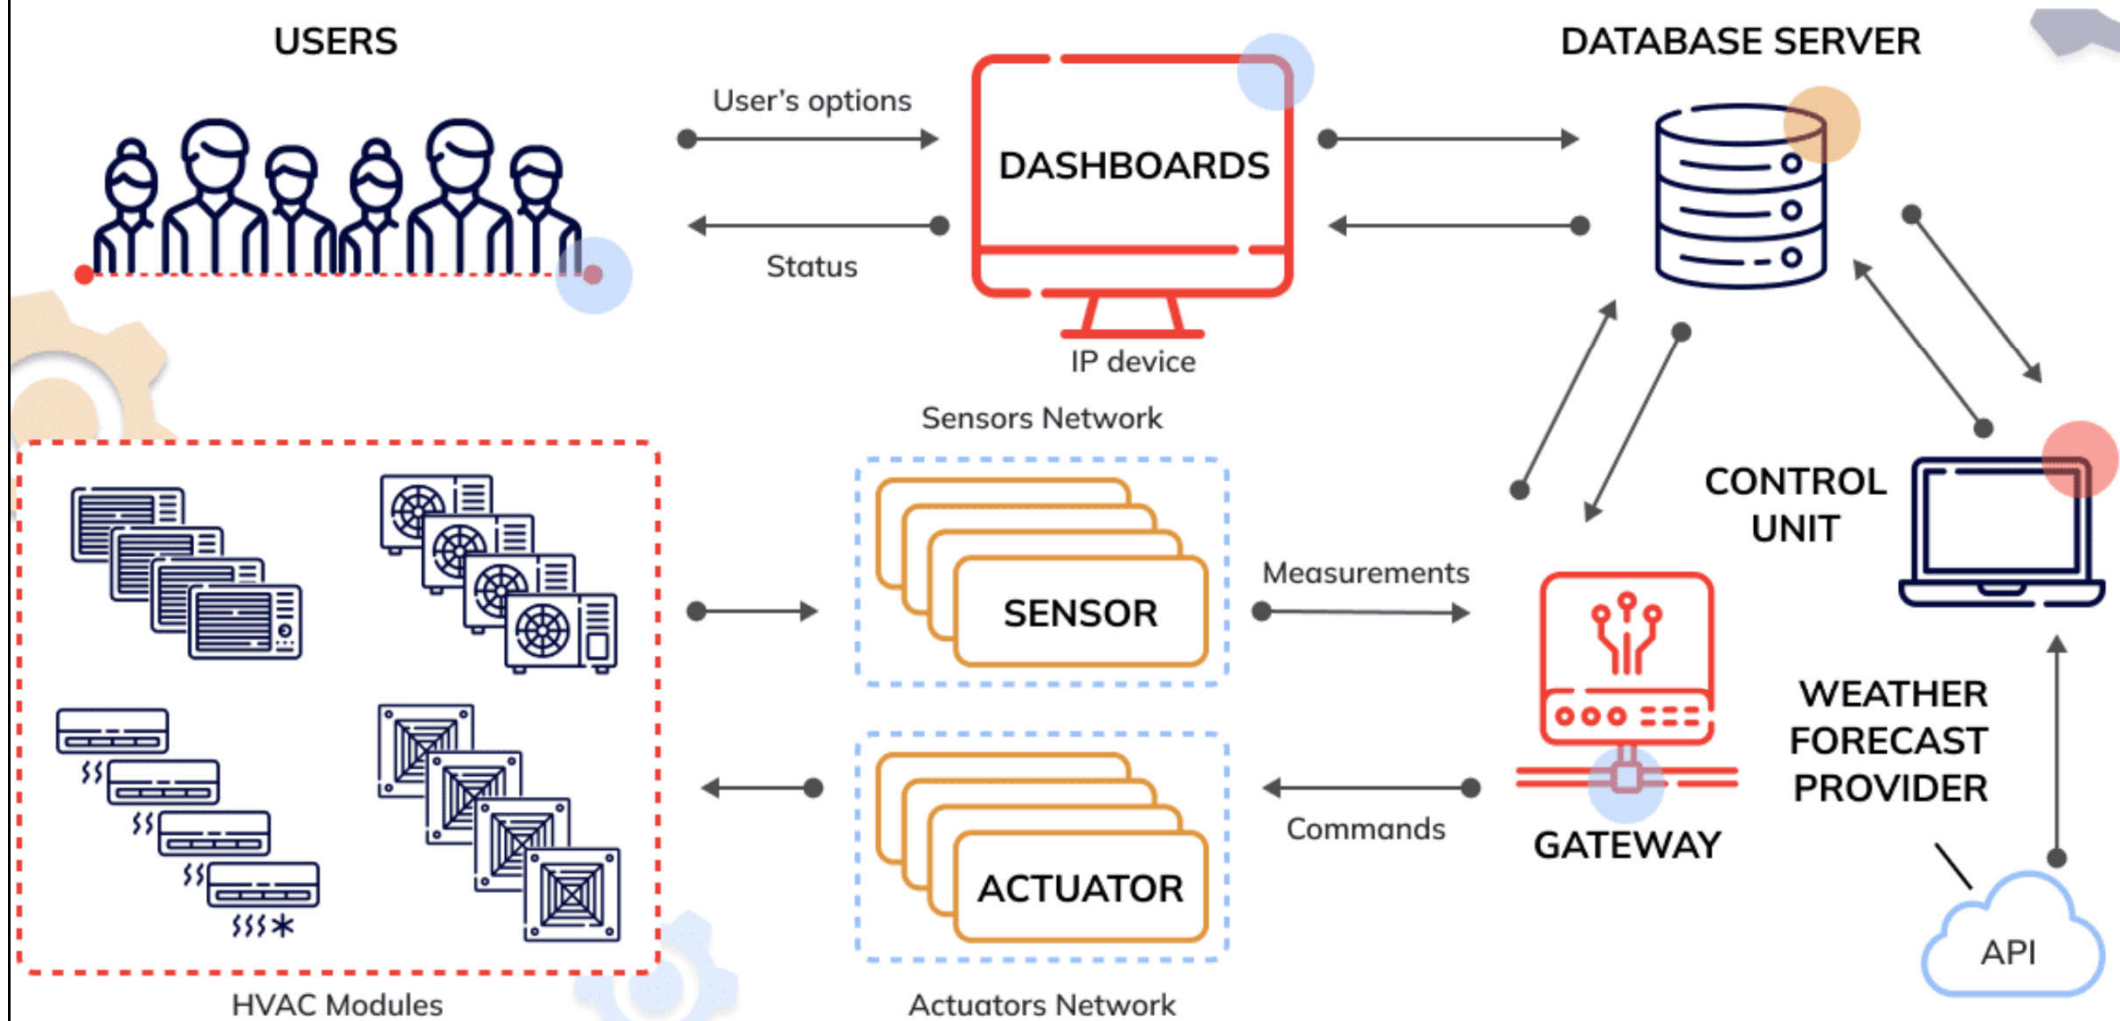 USERS
User's options
Status
DASHBOARDS
IP device
DATABASE SERVER
Sensors Network
SENSOR
Measurements
CONTROL
UNIT
WEATHER
FORECAST
PROVIDER
API
GATEWAY
Commands
ACTUATOR
Actuators Network
HVAC Modules